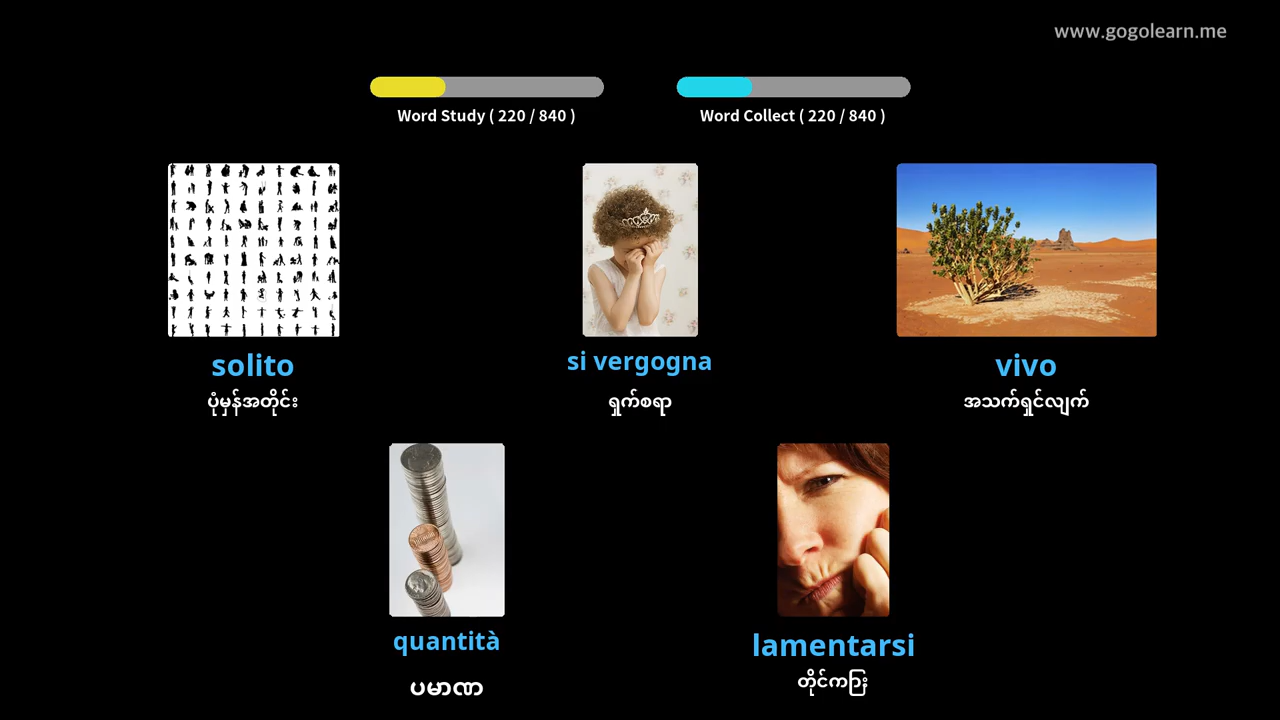 www.gogolearn.me
Word Study ( 220 / 840 )
Word Collect ( 220 / 840 )
solito
ပုံမှန်အတိုင်း
si vergogna
ရှက်စရာ
vivo
အသက်ရှင်လျက်
quantità
ပမာဏ
lamentarsi
တိုင်ကြား